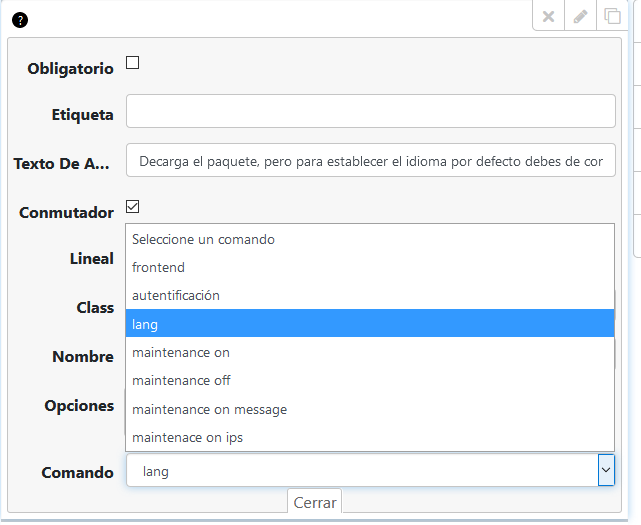 ?
Obligatorio
Etiqueta
Texto De A... Decarga el paquete, pero para establecer el idioma por defecto debes de cor
Conmutador
Seleccione un comando
Lineal
frontend
autentificación
Class
lang
Nombre
maintenance on
maintenance off
Opciones
maintenance on message
maintenace on ips
Comando lang
Cerrar